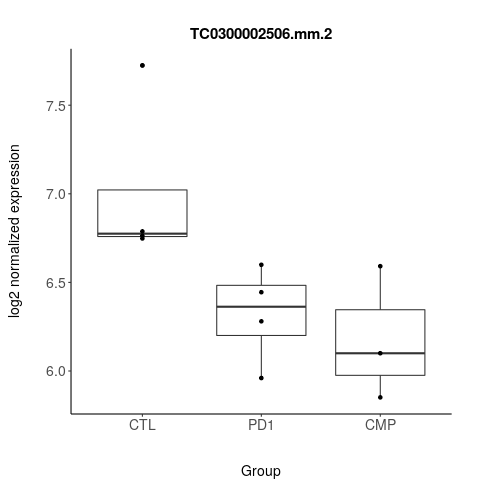 TC0300002506.mm.2
log2 normalized expression
7.5
7.0
6.5
6.0
CTL PD1 CMP
Group